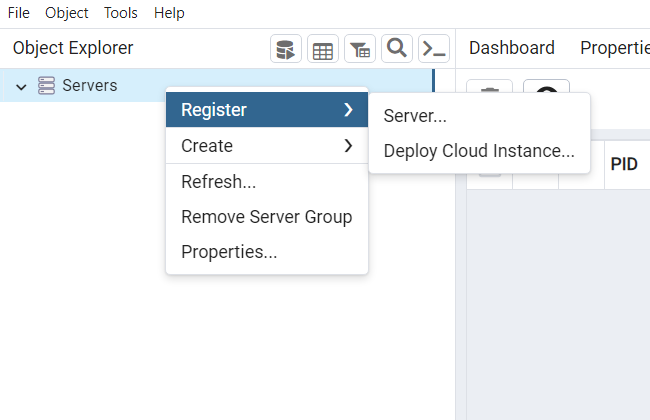 File Object Tools Help
Object Explorer
Dashboard Propertie
Servers
Register
Server...
Create
Deploy Cloud Instance...
PID
Refresh...
Remove Server Group
Properties...